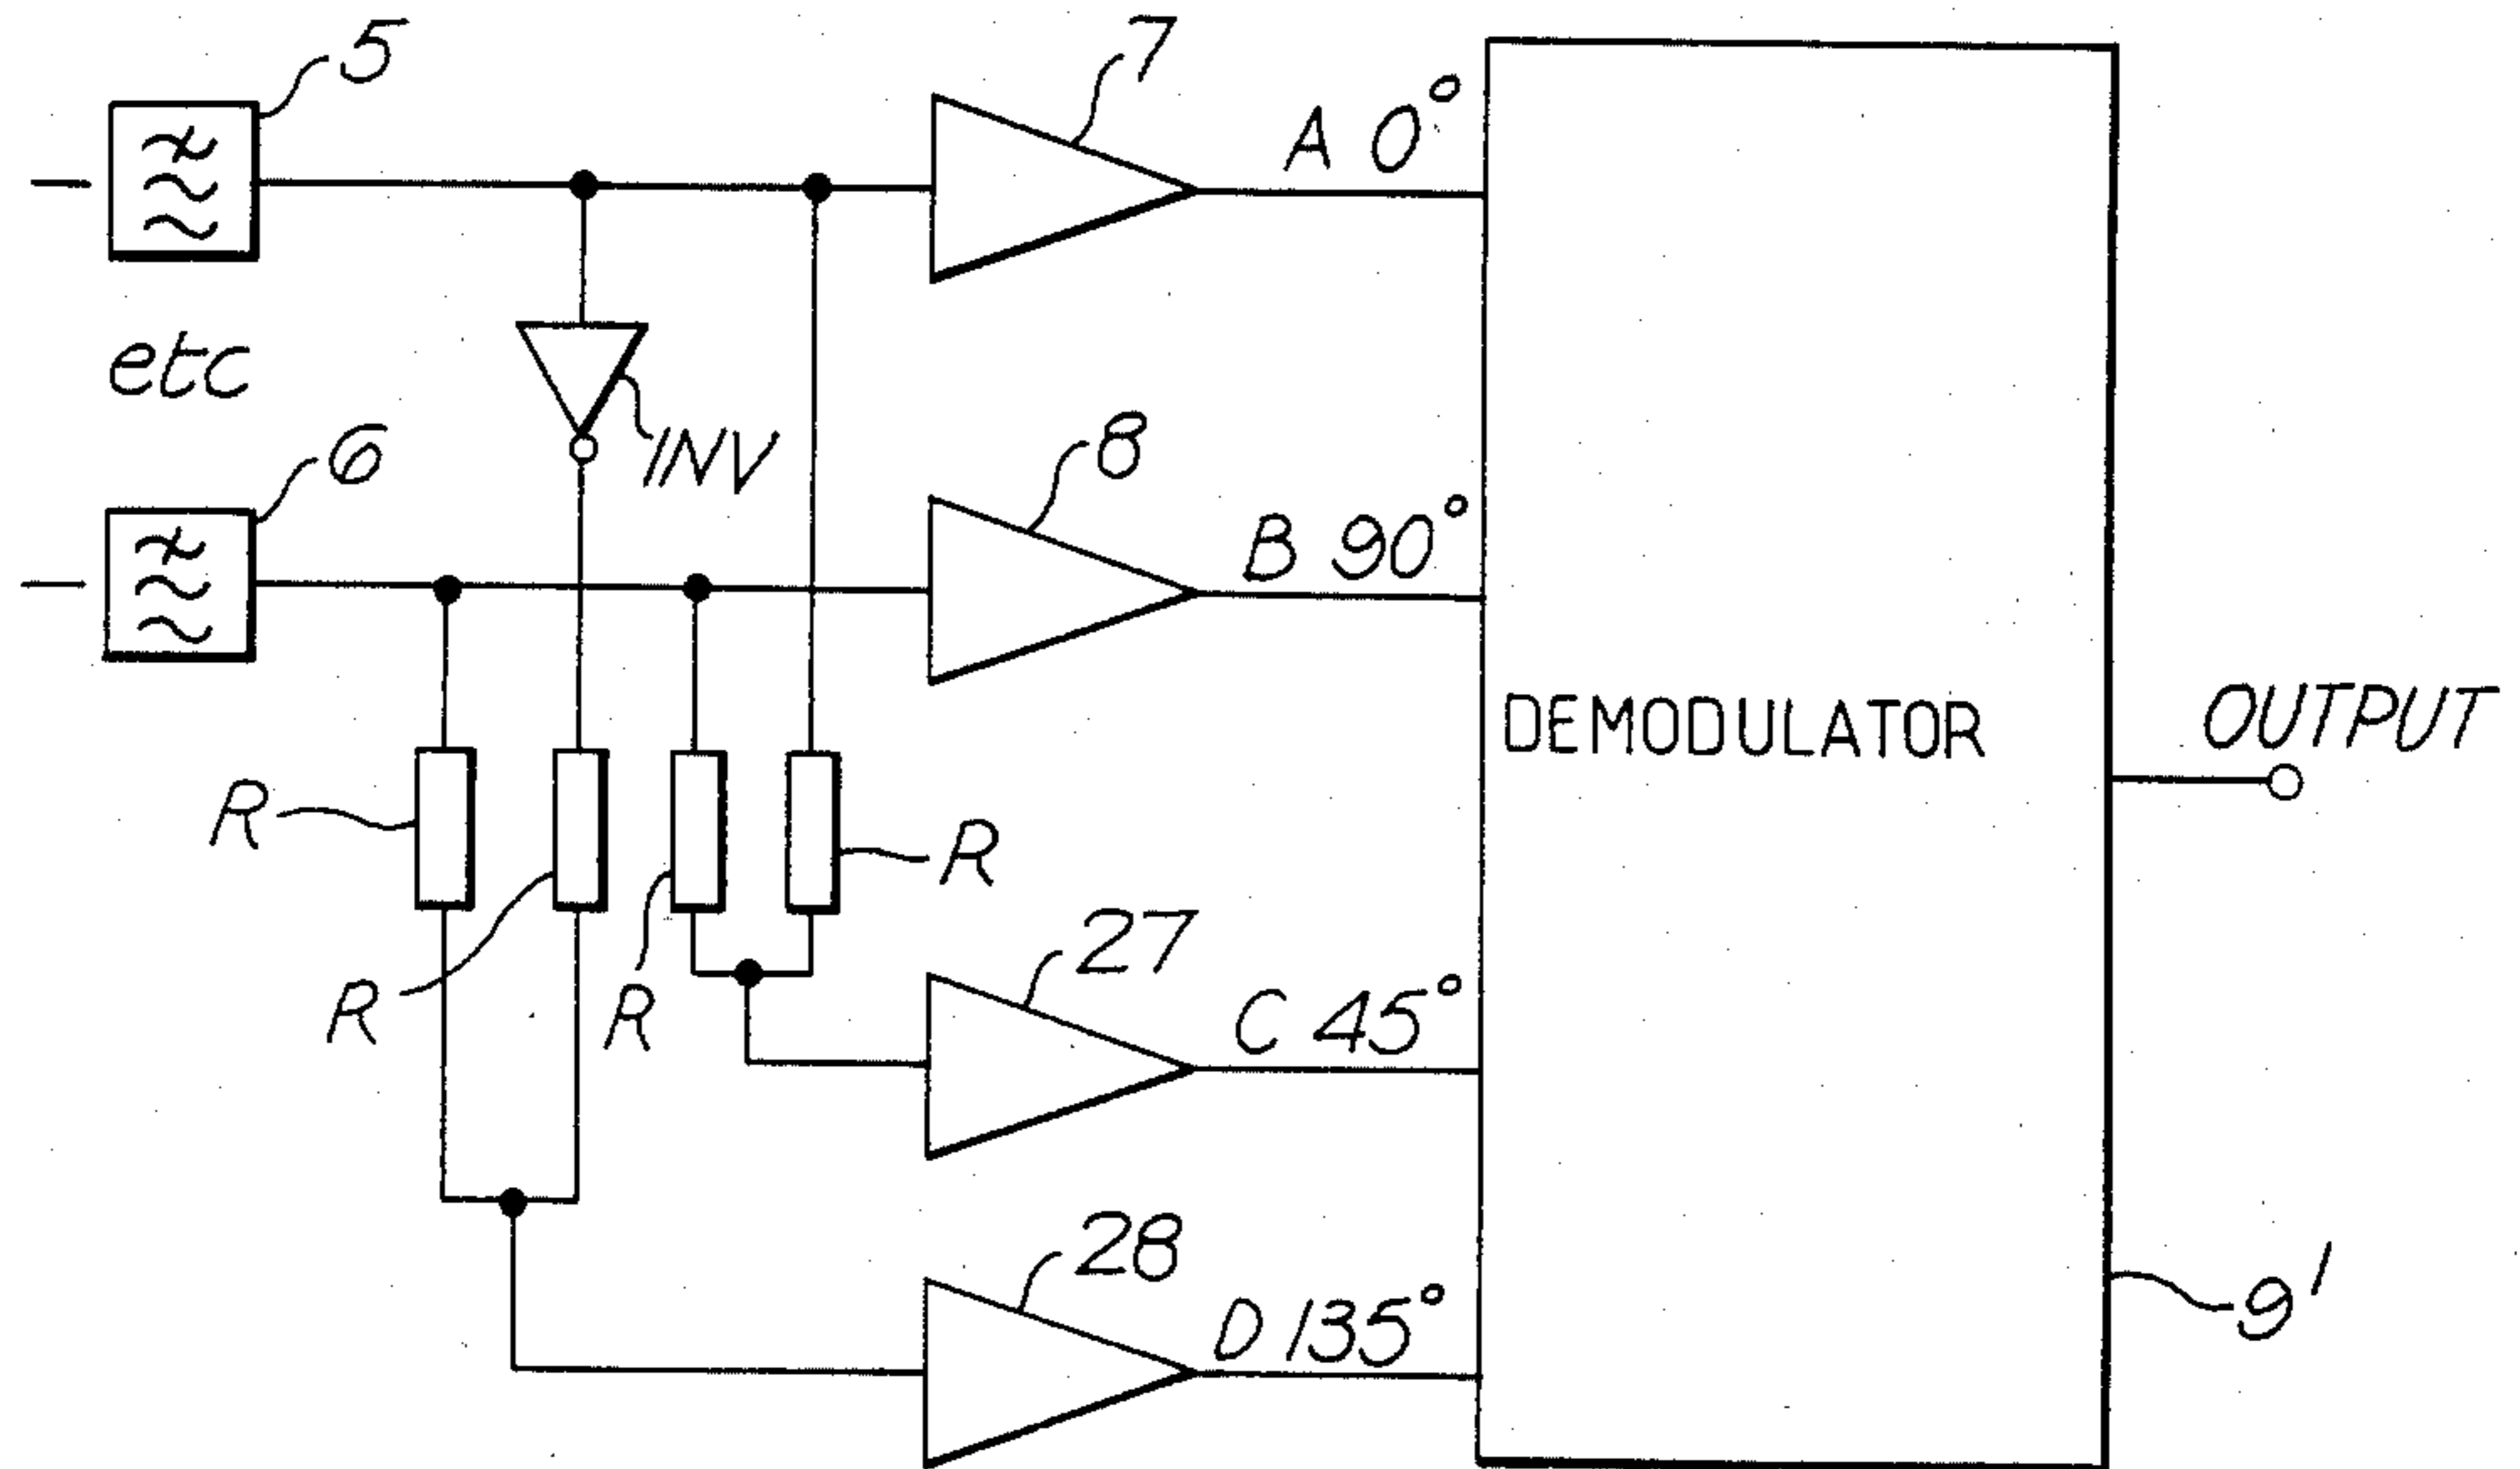 5
7
A 0°
etc
INV
6
8
B 90°
DEMODULATOR
OUTPUT
R
R
R
R
27
C 45°
28
D 135°
9'